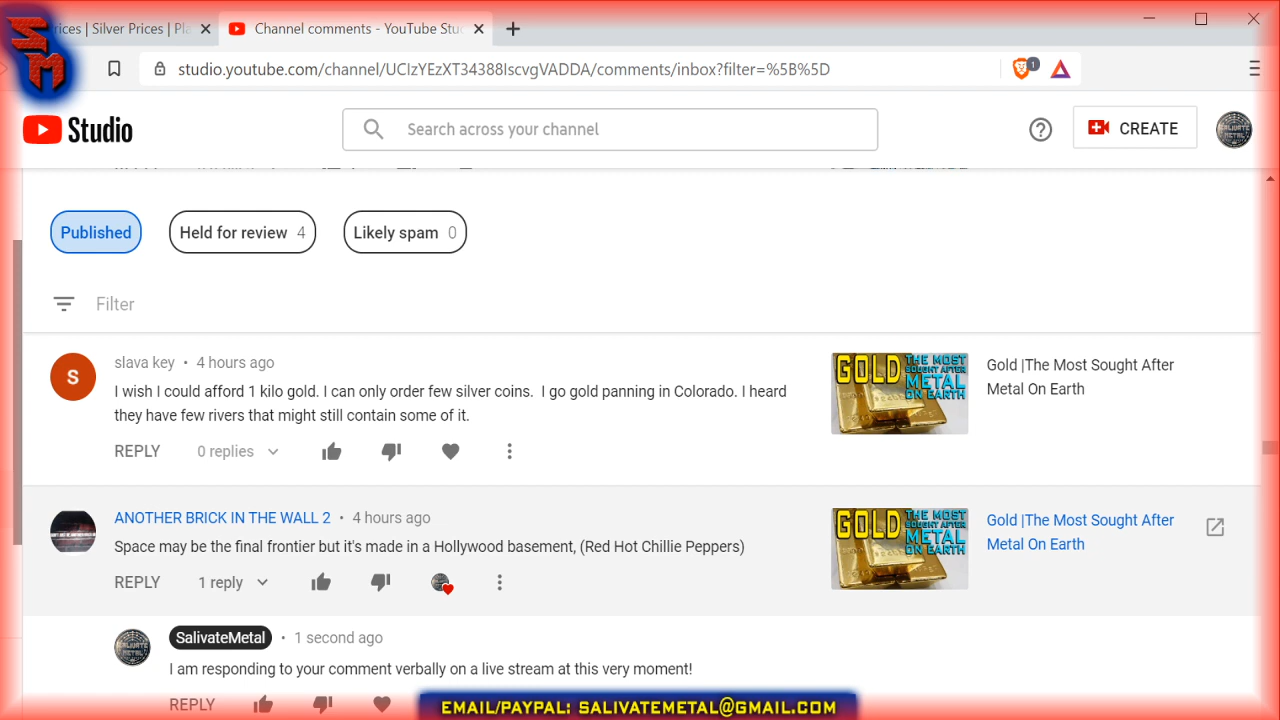 SM
rices | Silver Prices | Pla
Channel comments - YouTube Stu
studio.youtube.com/channel/UCIzYEzXT34388IscvgVADDA/comments/inbox?filter=%5B%5D
1
Studio
Search across your channel
CREATE
Published
Held for review 4
Likely spam 0
Filter
slava key • 4 hours ago
I wish I could afford 1 kilo gold. I can only order few silver coins. I go gold panning in Colorado. I heard
they have few rivers that might still contain some of it.
REPLY 0 replies
GOLD THE MOST
SOUGHT AFTER
METAL
ON EARTH
Gold |The Most Sought After
Metal On Earth
ANOTHER BRICK IN THE WALL 2 • 4 hours ago
Space may be the final frontier but it's made in a Hollywood basement, (Red Hot Chillie Peppers)
REPLY 1 reply
GOLD THE MOST
SOUGHT AFTER
METAL
ON EARTH
Gold |The Most Sought After
Metal On Earth
SalivateMetal • 1 second ago
I am responding to your comment verbally on a live stream at this very moment!
REPLY
EMAIL/PAYPAL: SALIVATEMETAL@GMAIL.COM